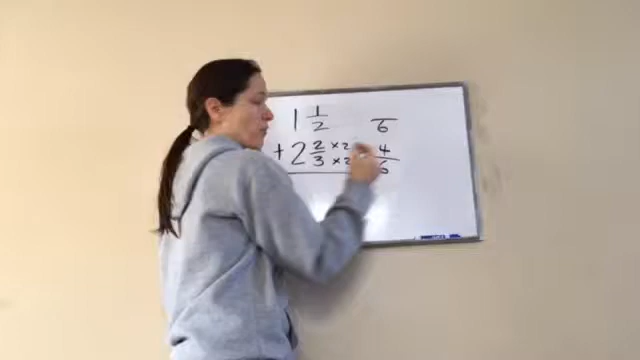 1 1/2 /6
+ 2 2/3 ×2 ×2 4/6